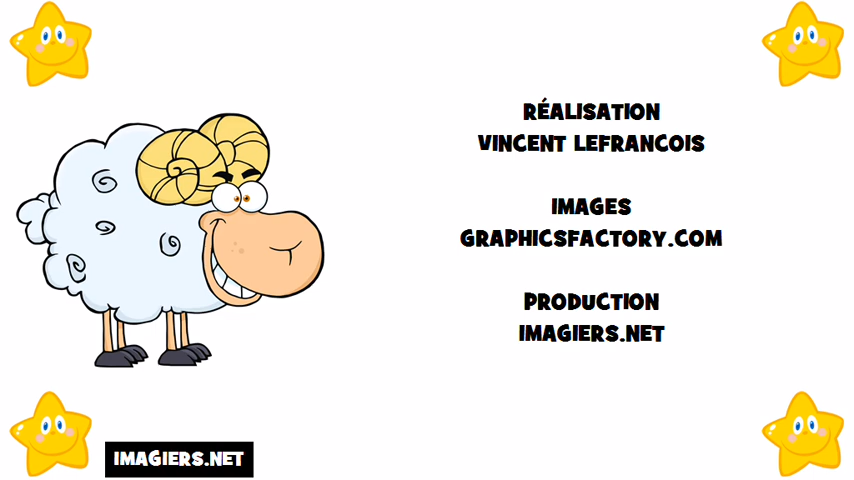 RÉALISATION
VINCENT LEFRANCOIS
IMAGES
GRAPHICSFACTORY.COM
PRODUCTION
IMAGIERS.NET
IMAGIERS.NET